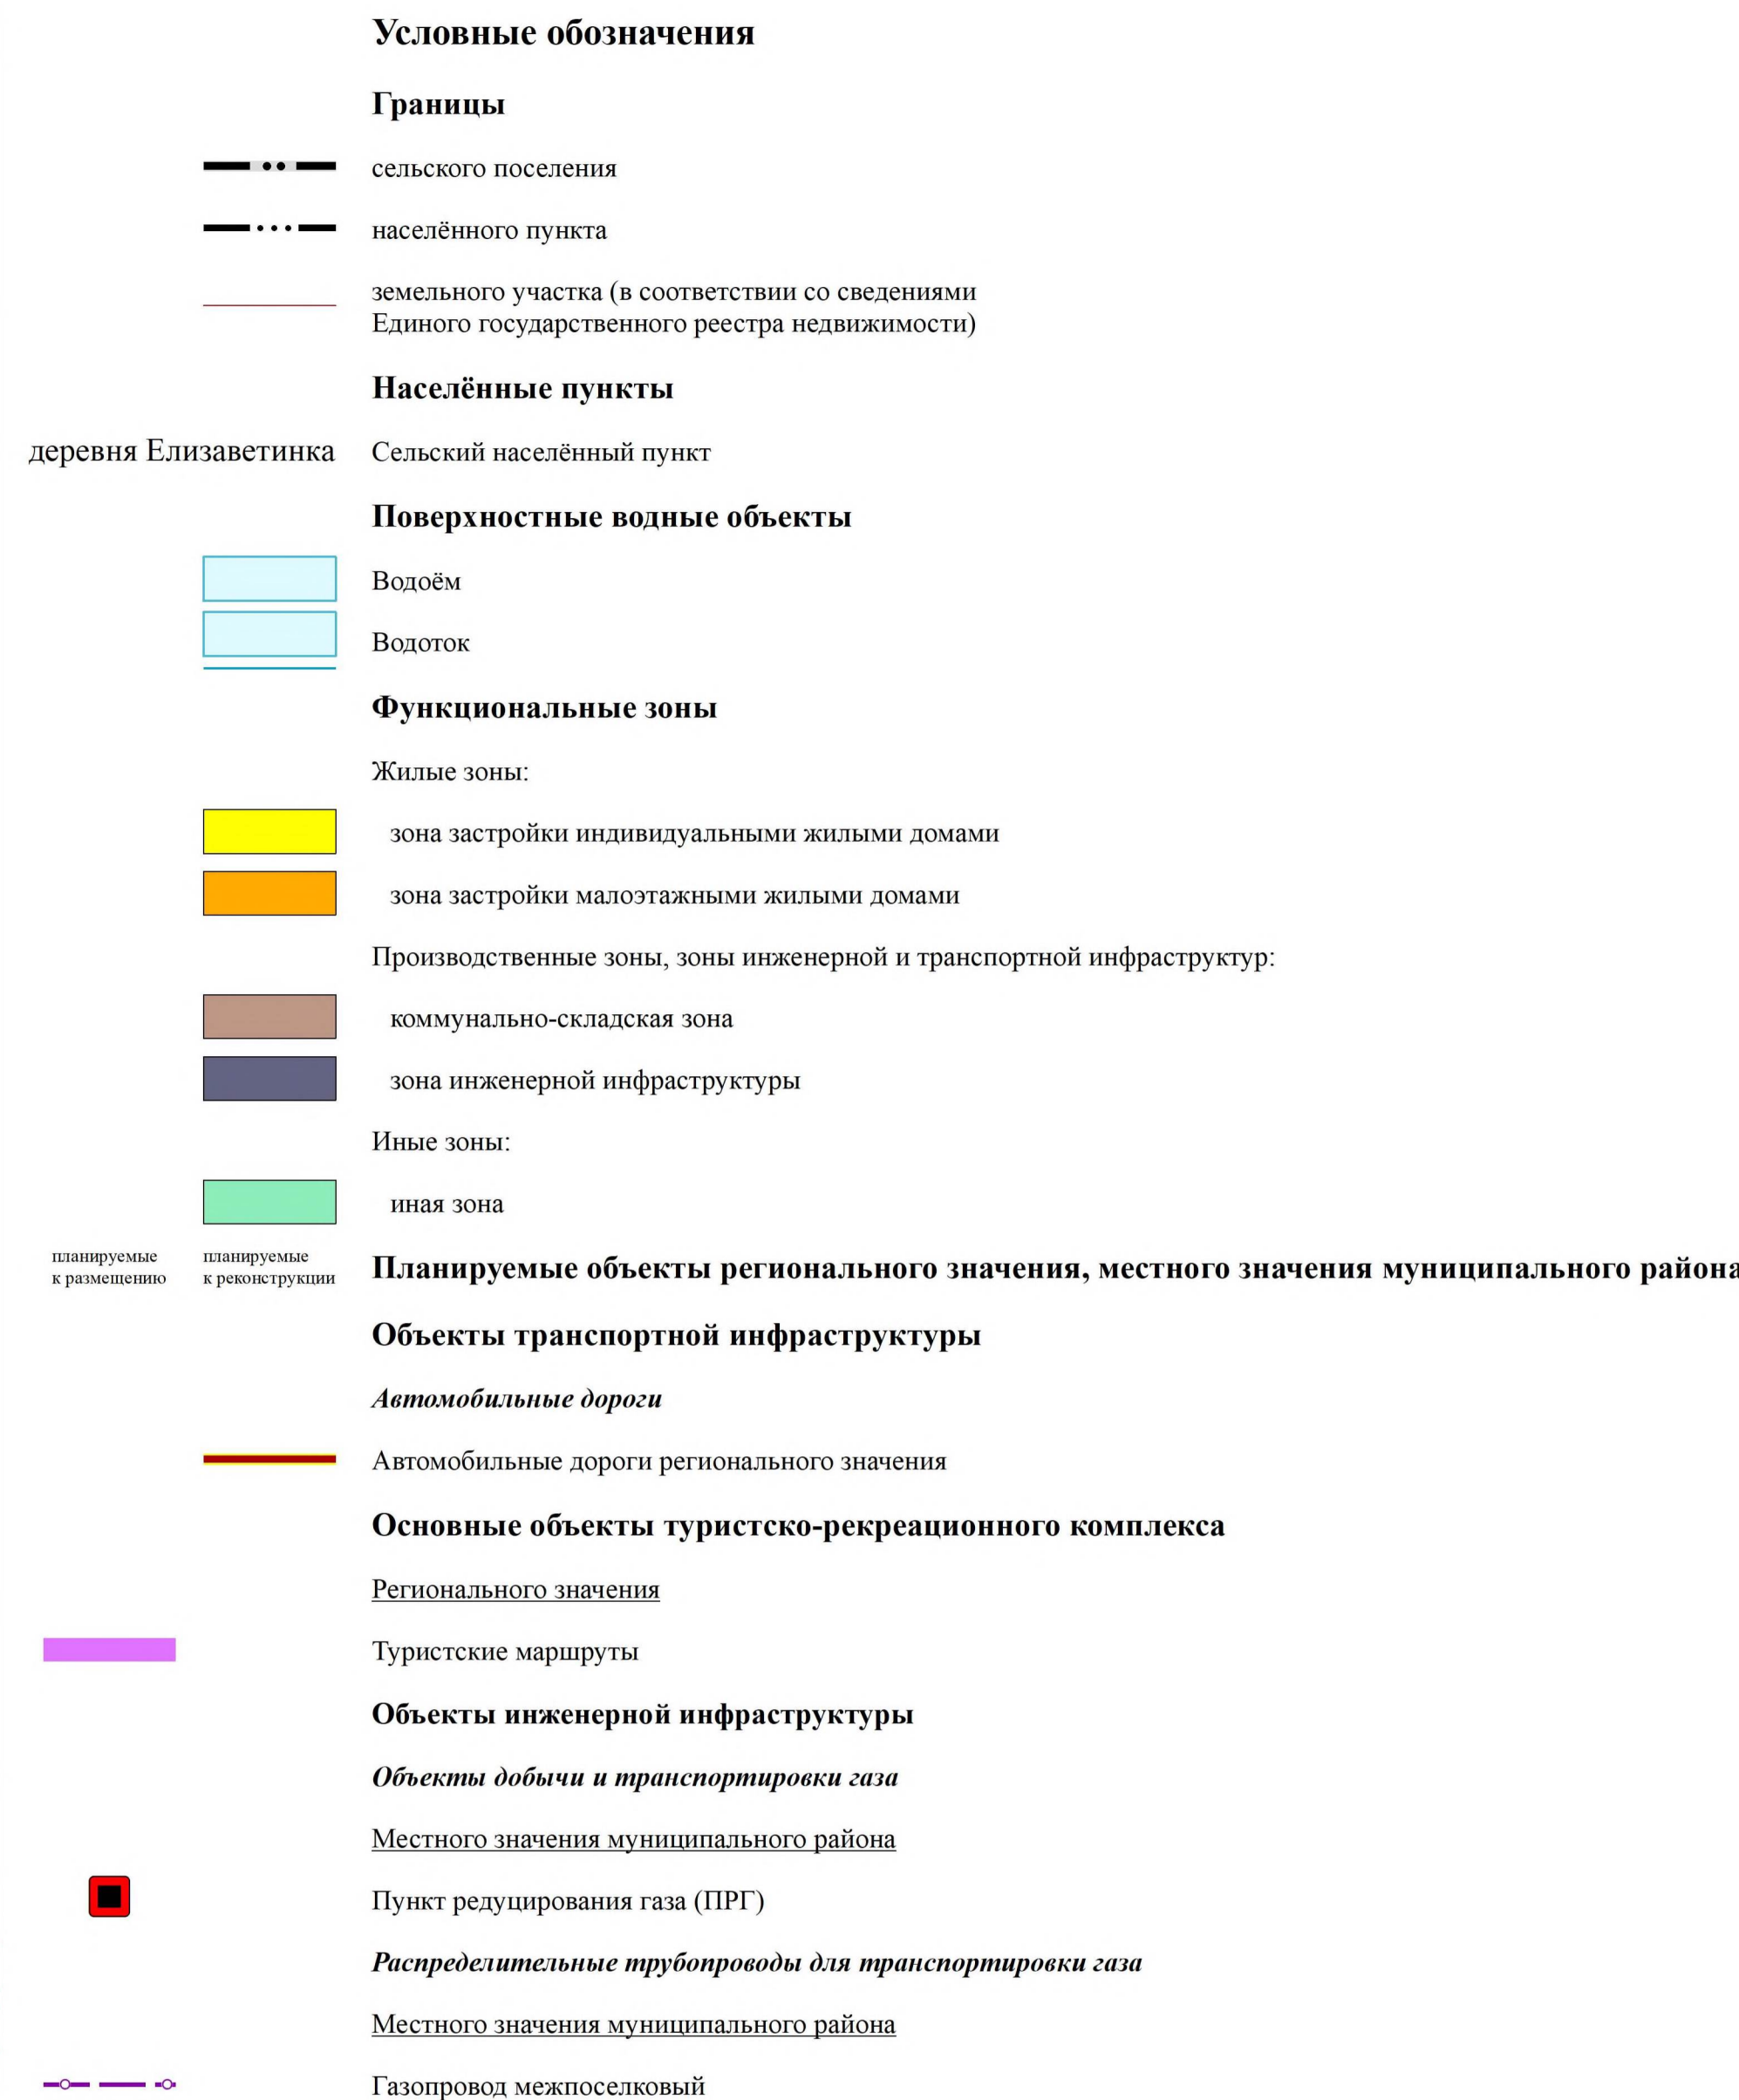 Условные обозначения
Границы
сельского поселения
населённого пункта
земельного участка (в соответствии со сведениями
Единого государственного реестра недвижимости)
Населённые пункты
деревня Елизаветинка Сельский населённый пункт
Поверхностные водные объекты
Водоём
Водоток
Функциональные зоны
Жилые зоны:
зона застройки индивидуальными жилыми домами
зона застройки малоэтажными жилыми домами
Производственные зоны, зоны инженерной и транспортной инфраструктур:
коммунально-складская зона
зона инженерной инфраструктуры
Иные зоны:
иная зона
планируемые
к размещению
планируемые
к реконструкции
Планируемые объекты регионального значения, местного значения муниципального района
Объекты транспортной инфраструктуры
Автомобильные дороги
Автомобильные дороги регионального значения
Основные объекты туристско-рекреационного комплекса
Регионального значения
Туристские маршруты
Объекты инженерной инфраструктуры
Объекты добычи и транспортировки газа
Местного значения муниципального района
Пункт редуцирования газа (ПРГ)
Распределительные трубопроводы для транспортировки газа
Местного значения муниципального района
Газопровод межпоселковый